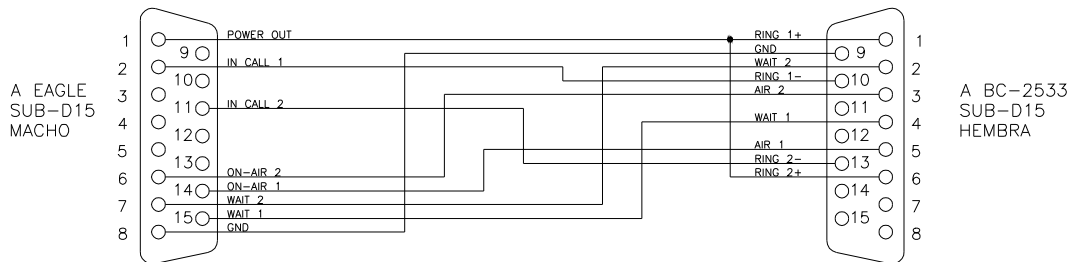 A EAGLE
SUB-D15
MACHO
1
2
3
4
5
6
7
8
9
10
11
12
13
14
15
POWER OUT
IN CALL 1
IN CALL 2
ON-AIR 2
ON-AIR 1
WAIT 2
WAIT 1
GND
RING 1+
GND
WAIT 2
RING 1-
AIR 2
WAIT 1
AIR 1
RING 2-
RING 2+
9
10
11
12
13
14
15
1
2
3
4
5
6
7
8
A BC-2533
SUB-D15
HEMBRA